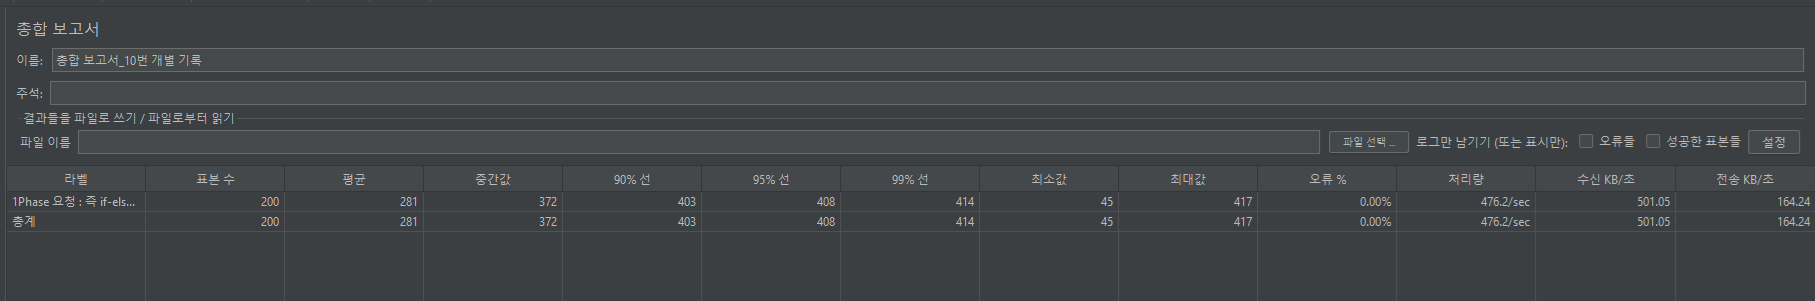 종합 보고서
이름: 종합 보고서_10번 개별 기록
주석:
결과들을 파일로 쓰기 / 파일로부터 읽기
파일 이름 파일 선택 ... 로그만 남기기 (또는 표시만): 오류들 성공한 표본들 설정
라벨 표본 수 평균 중간값 90% 선 95% 선 99% 선 최소값 최대값 오류 % 처리량 수신 KB/초 전송 KB/초
1Phase 요청 : 즉 if-els... 200 281 372 403 408 414 45 417 0.00% 476.2/sec 501.05 164.24
총계 200 281 372 403 408 414 45 417 0.00% 476.2/sec 501.05 164.24